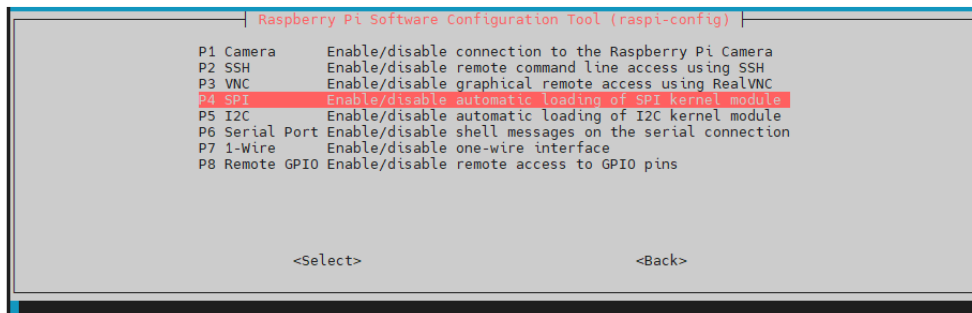 Raspberry Pi Software Configuration Tool (raspi-config)
P1 Camera Enable/disable connection to the Raspberry Pi Camera
P2 SSH Enable/disable remote command line access using SSH
P3 VNC Enable/disable graphical remote access using RealVNC
P4 SPI Enable/disable automatic loading of SPI kernel module
P5 I2C Enable/disable automatic loading of I2C kernel module
P6 Serial Port Enable/disable shell messages on the serial connection
P7 1-Wire Enable/disable one-wire interface
P8 Remote GPIO Enable/disable remote access to GPIO pins
<Select> <Back>